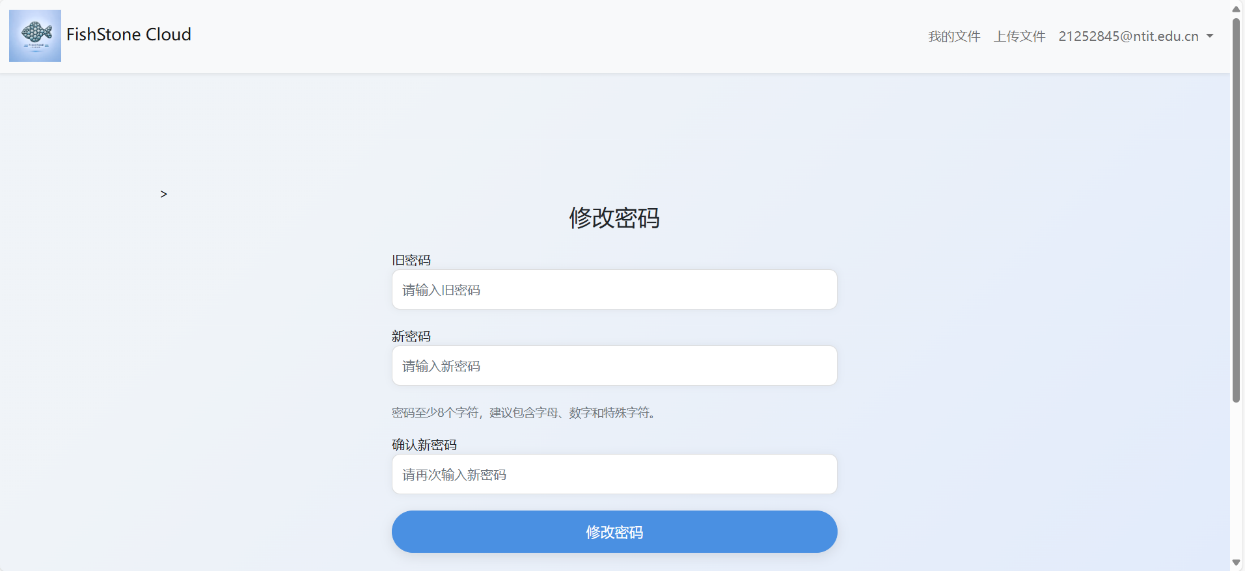 FishStone Cloud
我的文件 上传文件 21252845@ntit.edu.cn
>
修改密码
旧密码
请输入旧密码
新密码
请输入新密码
密码至少8个字符，建议包含字母、数字和特殊字符。
确认新密码
请再次输入新密码
修改密码